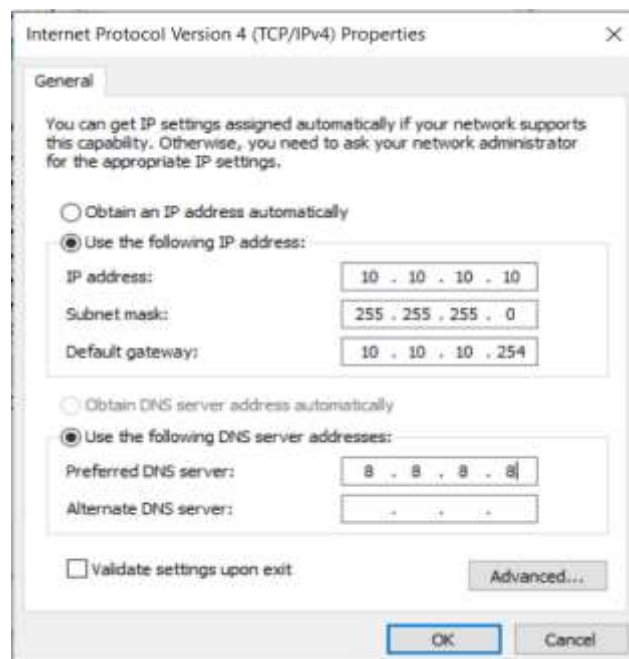 Internet Protocol Version 4 (TCP/IPv4) Properties
General
You can get IP settings assigned automatically if your network supports
this capability. Otherwise, you need to ask your network administrator
for the appropriate IP settings.
Obtain an IP address automatically
Use the following IP address:
IP address: 10 . 10 . 10 . 10
Subnet mask: 255 . 255 . 255 . 0
Default gateway: 10 . 10 . 10 . 254
Obtain DNS server address automatically
Use the following DNS server addresses:
Preferred DNS server: 8 . 8 . 8 . 8
Alternate DNS server: . . .
Validate settings upon exit
Advanced...
OK Cancel